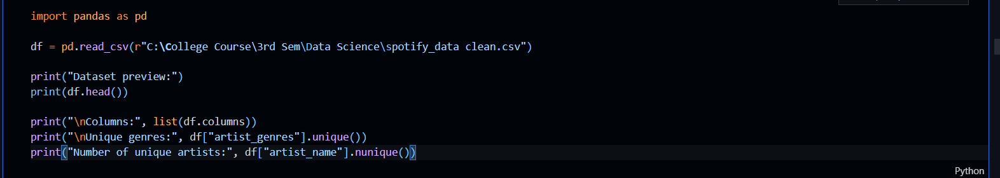 import pandas as pd
df = pd.read_csv(r"C:\College Course\3rd Sem\Data Science\spotify_data clean.csv")
print("Dataset preview:")
print(df.head())
print("\nColumns:", list(df.columns))
print("\nUnique genres:", df["artist_genres"].unique())
print("Number of unique artists:", df["artist_name"].nunique())
Python